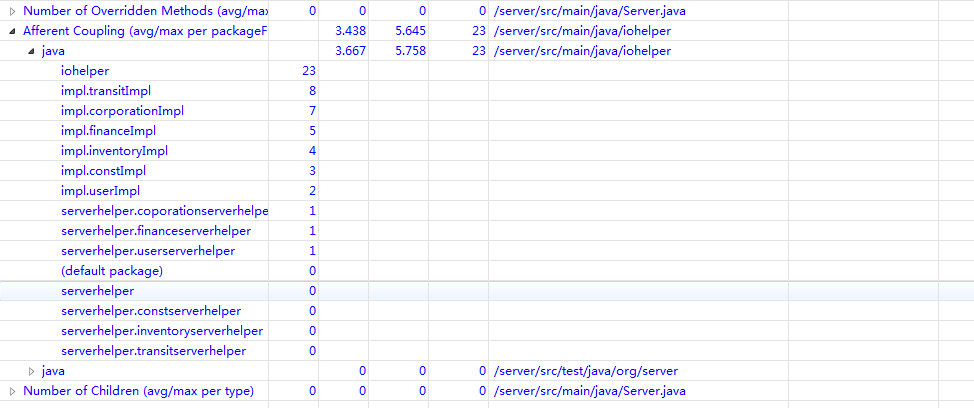 Number of Overridden Methods (avg/max 0 0 0 0 /server/src/main/java/Server.java
Afferent Coupling (avg/max per packageF 3.438 5.645 23 /server/src/main/java/iohelper
java 3.667 5.758 23 /server/src/main/java/iohelper
iohelper 23
impl.transitImpl 8
impl.corporationImpl 7
impl.financeImpl 5
impl.inventoryImpl 4
impl.constImpl 3
impl.userImpl 2
serverhelper.coporationserverhelpe 1
serverhelper.financeserverhelper 1
serverhelper.userserverhelper 1
(default package) 0
serverhelper 0
serverhelper.constserverhelper 0
serverhelper.inventoryserverhelper 0
serverhelper.transitserverhelper 0
java 0 0 0 /server/src/test/java/org/server
Number of Children (avg/max per type) 0 0 0 0 /server/src/main/java/Server.java